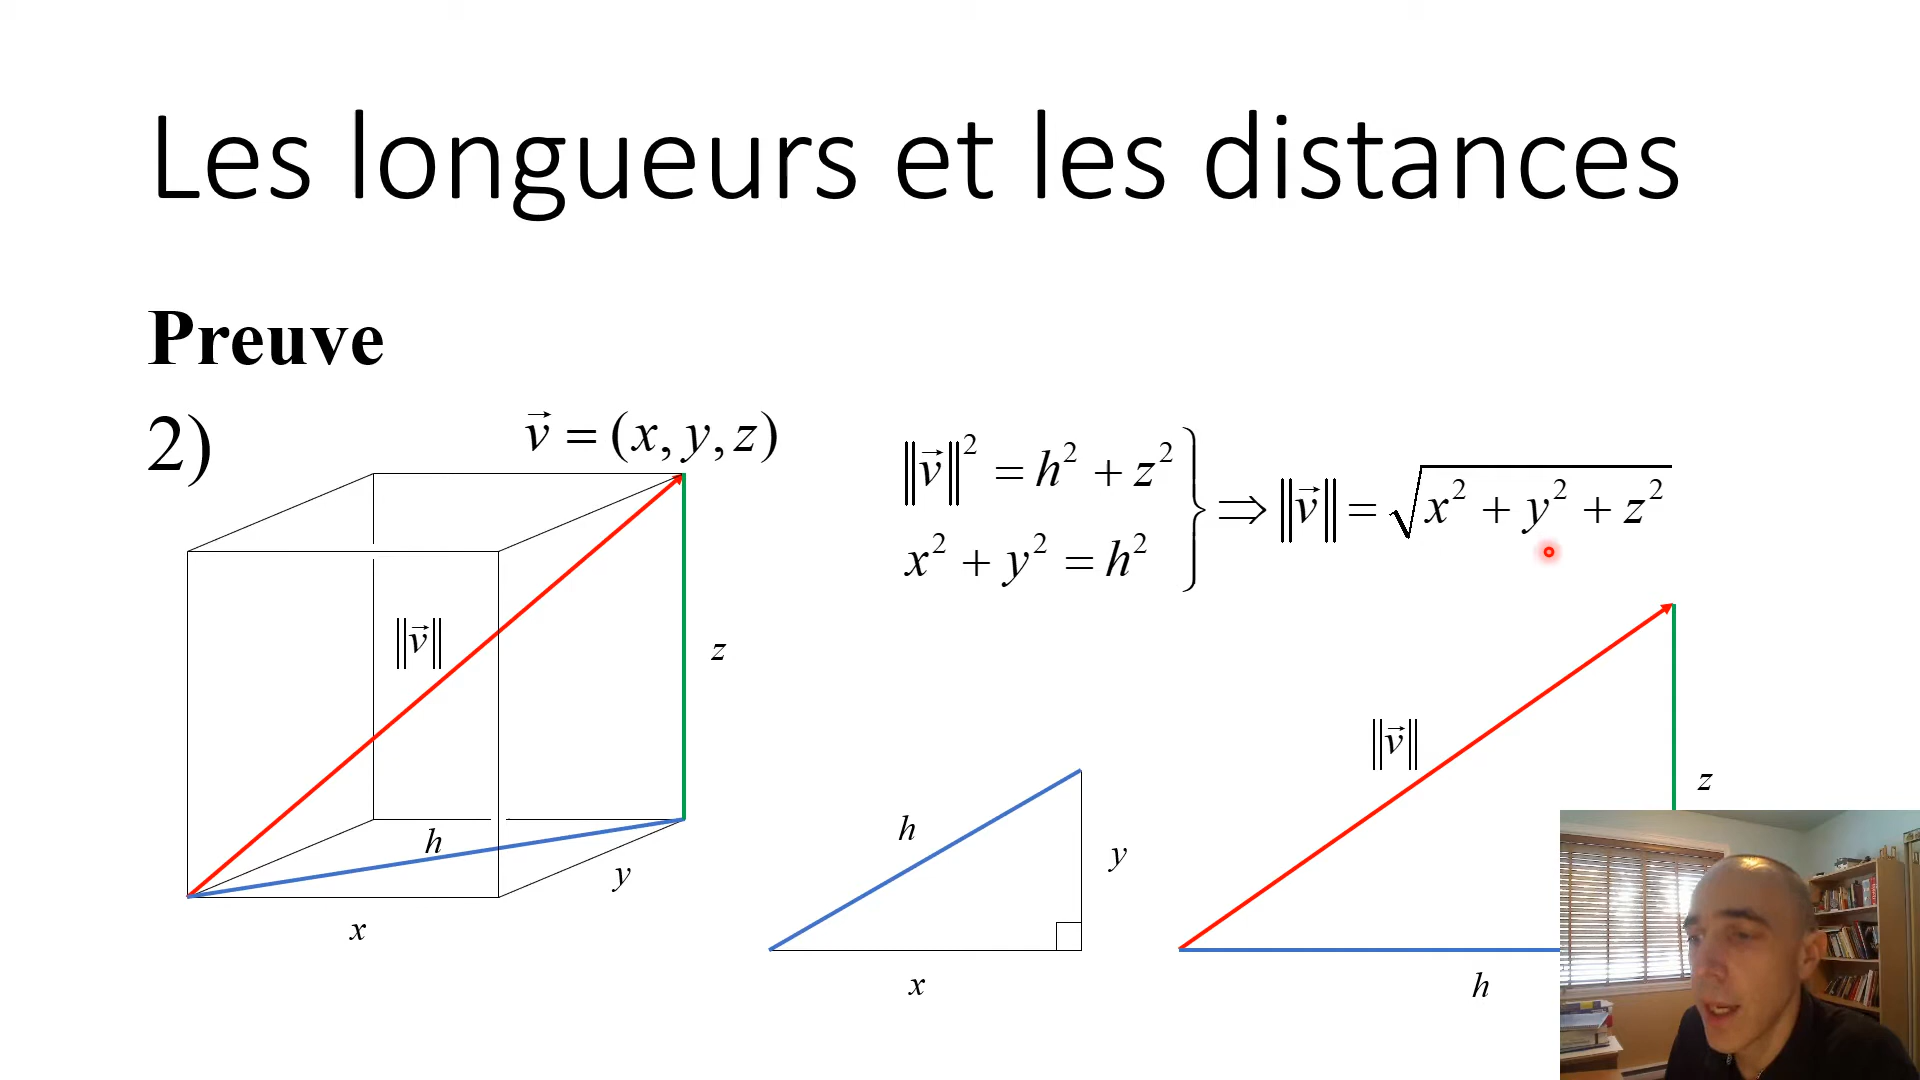 Les longueurs et les distances
Preuve
2)
v⃗ = (x, y, z)
‖v⃗‖² = h² + z²
x² + y² = h²
⇒ ‖v⃗‖ = √(x² + y² + z²)
‖v⃗‖
z
h
y
x
h
y
x
‖v⃗‖
z
h